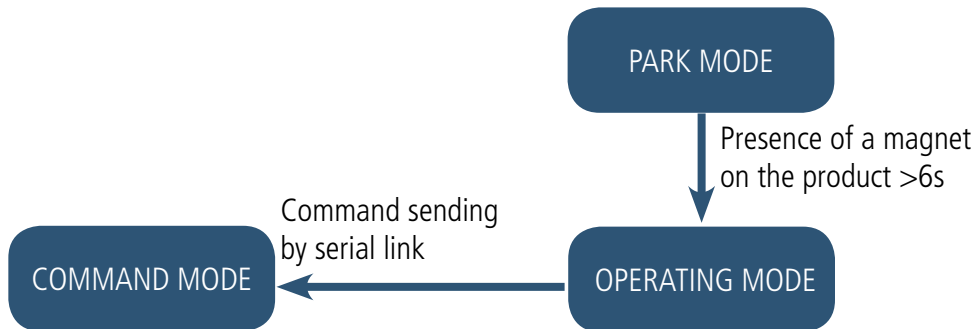 PARK MODE
Presence of a magnet
on the product >6s
Command sending
by serial link
COMMAND MODE
OPERATING MODE